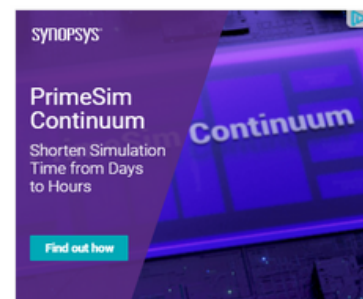 SYNOPSYS
PrimeSim
Continuum
Shorten Simulation
Time from Days
to Hours
Find out how
Continuum